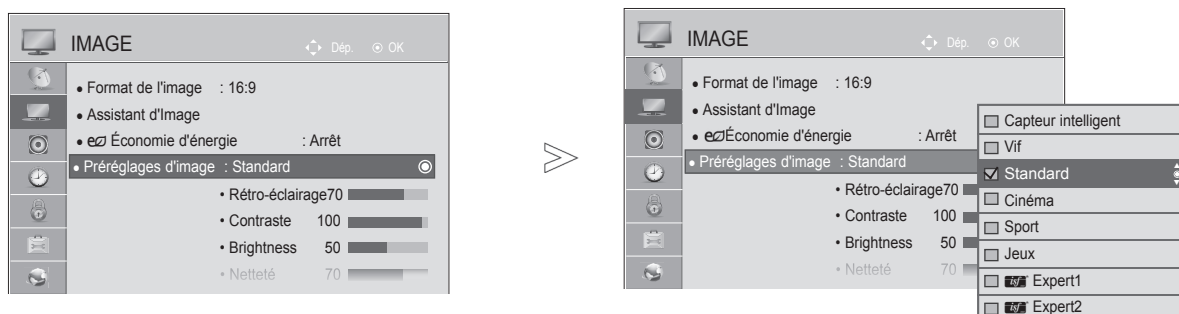 IMAGE Dép. OK
• Format de l'image : 16:9
• Assistant d'Image
• Économie d'énergie : Arrêt
• Préréglages d'image : Standard
• Rétro-éclairage70
• Contraste 100
• Brightness 50
• Netteté 70
>
IMAGE Dép. OK
• Format de l'image : 16:9
• Assistant d'Image
• Économie d'énergie : Arrêt
• Préréglages d'image : Standard
• Rétro-éclairage70
• Contraste 100
• Brightness 50
• Netteté 70
Capteur intelligent
Vif
Standard
Cinéma
Sport
Jeux
isf Expert1
isf Expert2